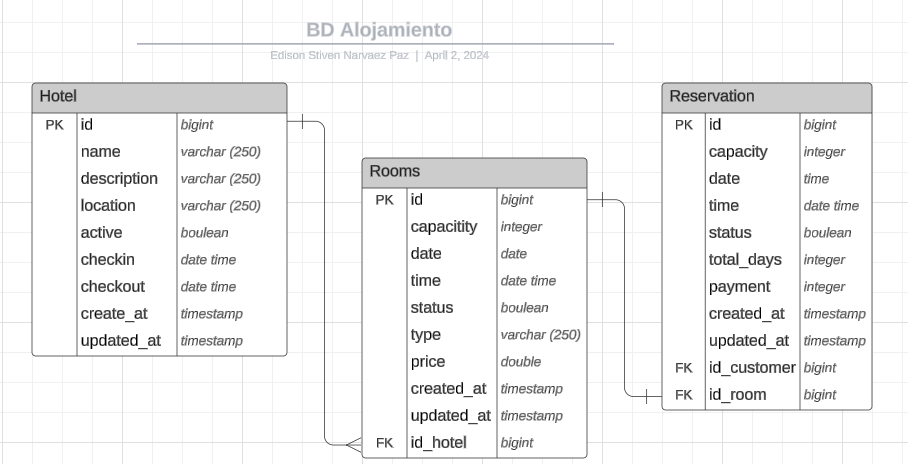 BD Alojamiento
Edison Stiven Narvaez Paz | April 2, 2024
Hotel
PK id bigint
name varchar (250)
description varchar (250)
location varchar (250)
active boulean
checkin date time
checkout date time
create_at timestamp
updated_at timestamp
Rooms
PK id bigint
capacitity integer
date date
time date time
status boulean
type varchar (250)
price double
created_at timestamp
updated_at timestamp
FK id_hotel bigint
Reservation
PK id bigint
capacity integer
date time
time date time
status boulean
total_days integer
payment integer
created_at timestamp
updated_at timestamp
FK id_customer bigint
FK id_room bigint